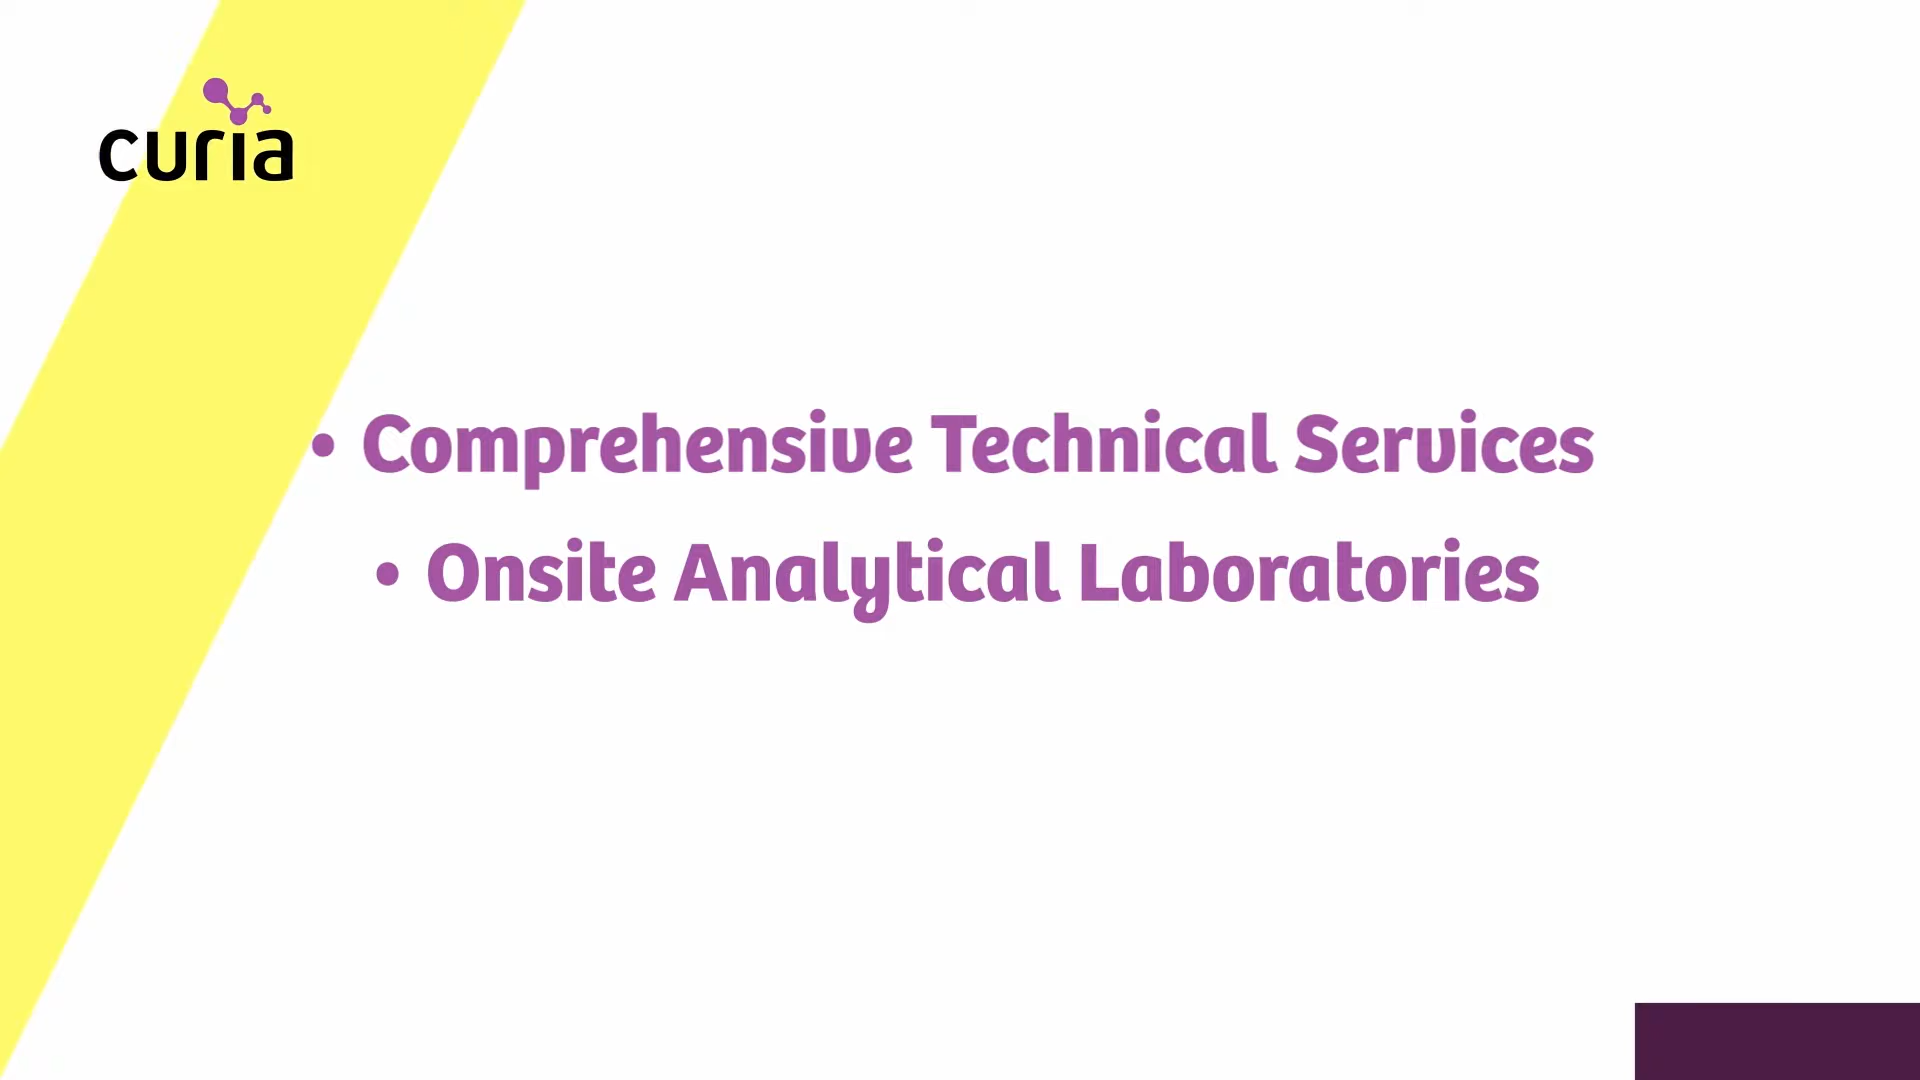 curia
• Comprehensive Technical Services
• Onsite Analytical Laboratories